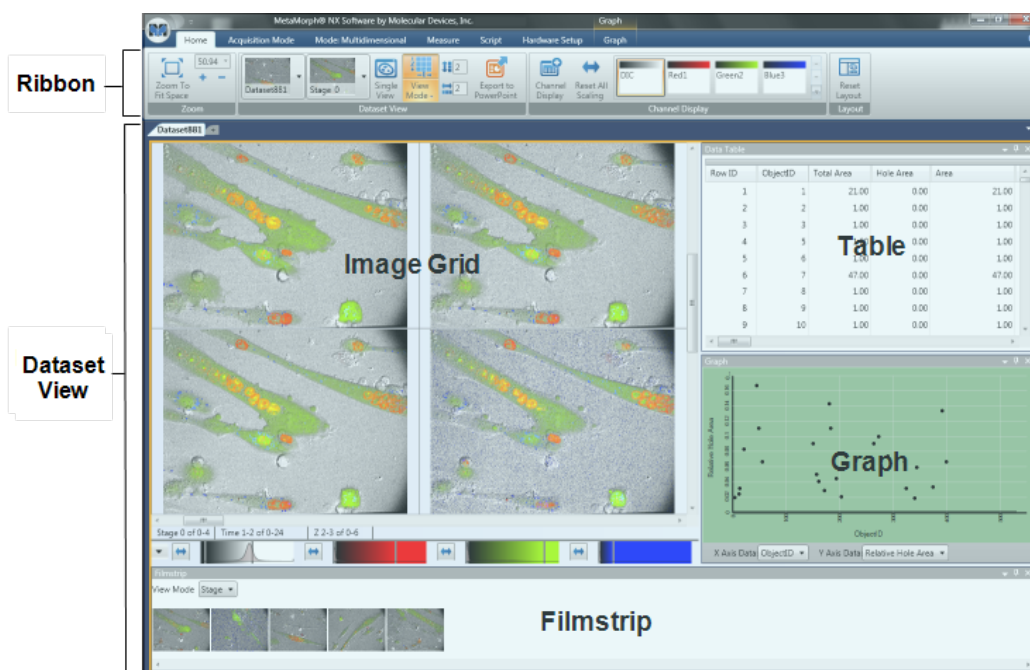 MetaMorph® NX Software by Molecular Devices, Inc.
Graph
Home Acquisition Mode Mode: Multidimensional Measure Script Hardware Setup Graph
Ribbon
50.94
Zoom To Fit Space
Zoom
Dataset881
Stage: 0
Single View
View Mode
2
2
Export to PowerPoint
Dataset View
Channel Display
Reset All Scaling
DIC
Red1
Green2
Blue3
Channel Display
Reset Layout
Layout
Dataset View
Dataset881
Image Grid
Data Table
Row ID ObjectID Total Area Hole Area Area
1 1 21.00 0.00 21.00
2 2 1.00 0.00 1.00
3 3 1.00 0.00 1.00
4 5 1.00 0.00 1.00
5 6 1.00 0.00 1.00
6 7 47.00 0.00 47.00
7 8 1.00 0.00 1.00
8 9 1.00 0.00 1.00
9 10 1.00 0.00 1.00
Table
Graph
Relative Hole Area
Graph
ObjectID
X Axis Data ObjectID Y Axis Data Relative Hole Area
Stage 0 of 0-4 Time 1-2 of 0-24 Z 2-3 of 0-6
Filmstrip
View Mode Stage
Filmstrip